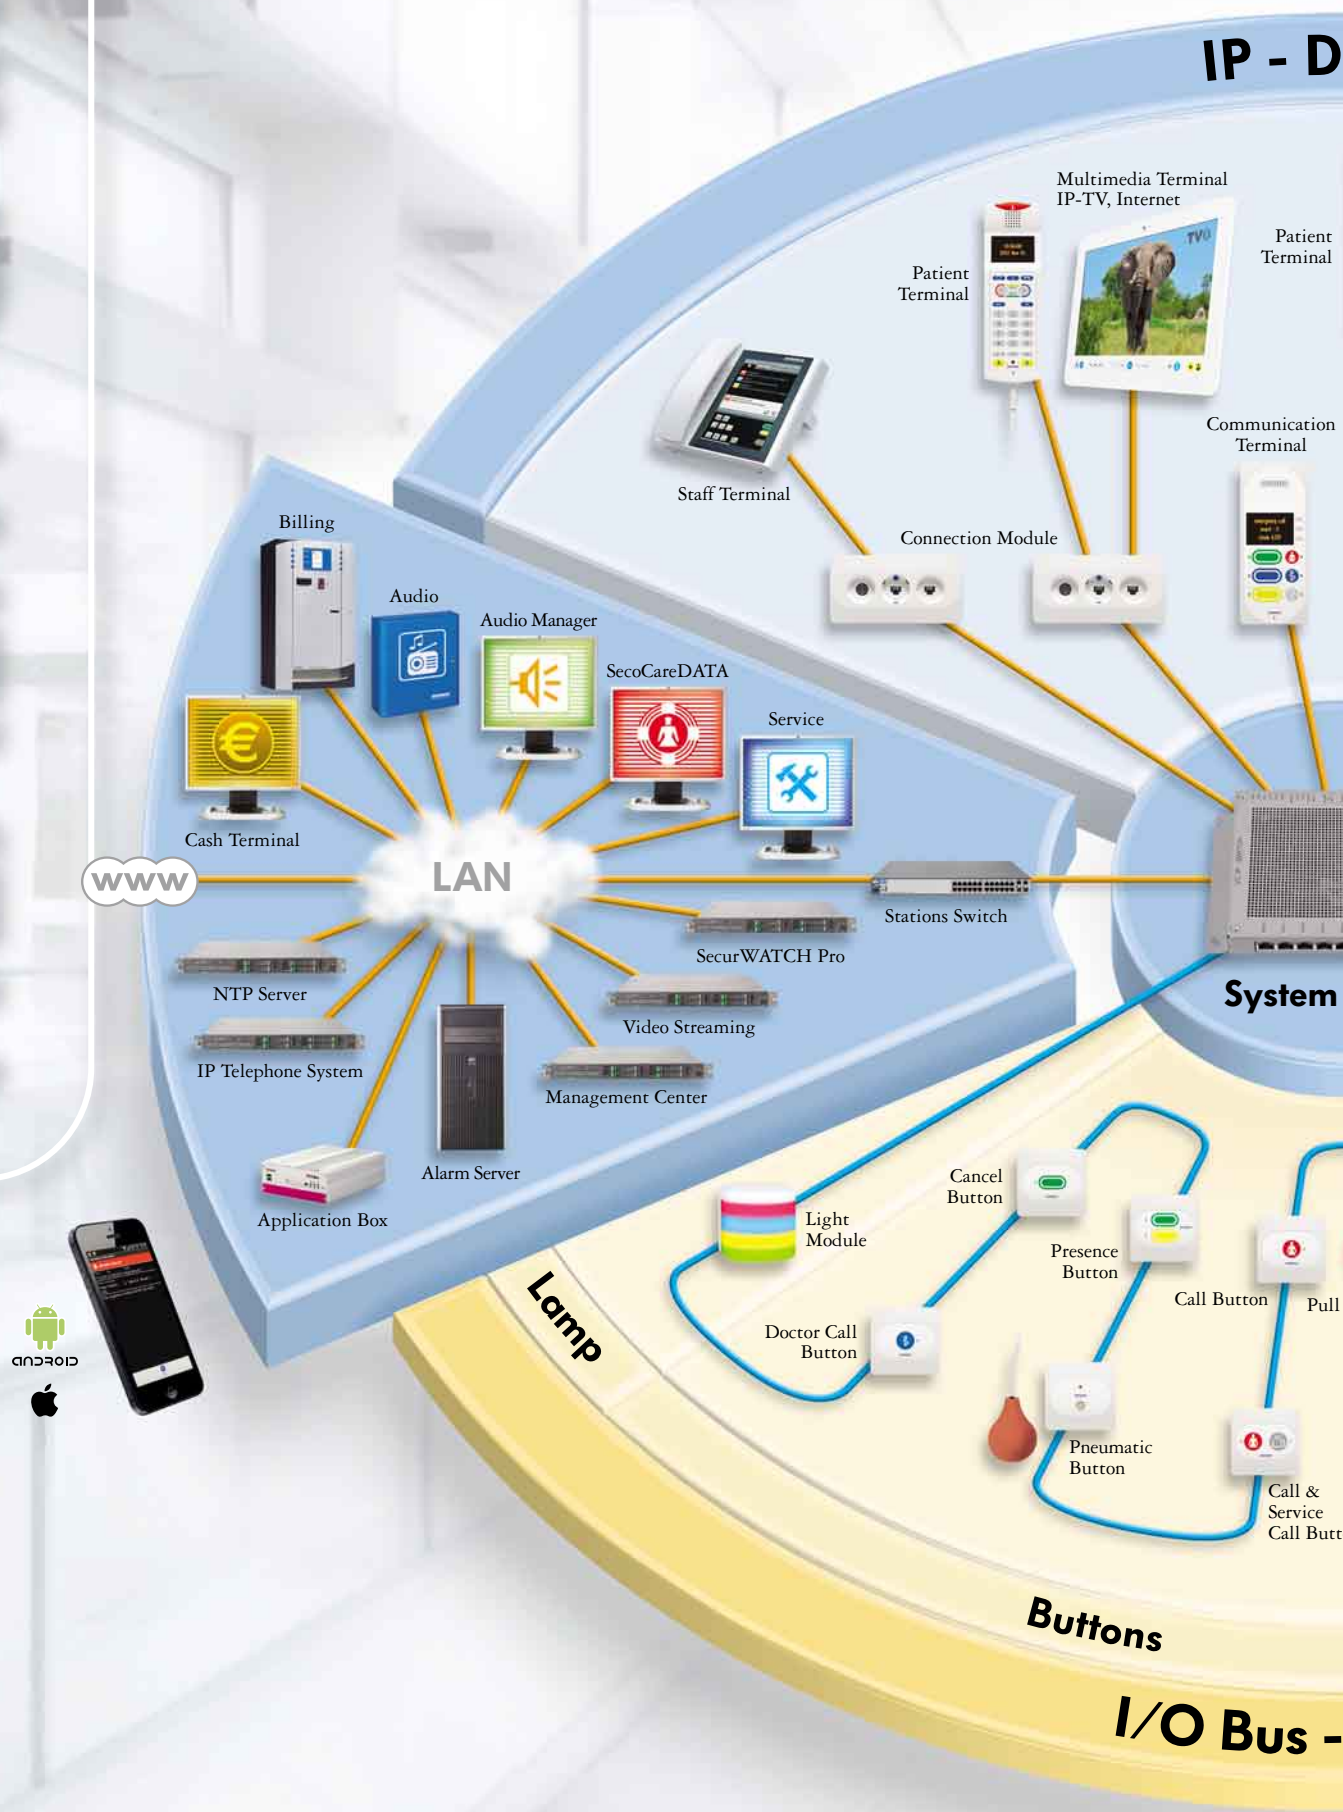 IP - D
Multimedia Terminal
IP-TV, Internet
TV
Patient
Terminal
Patient
Terminal
Staff Terminal
Communication
Terminal
Connection Module
Billing
Audio
Audio Manager
SecoCareDATA
Service
Cash Terminal
www
LAN
Stations Switch
SecurWATCH Pro
NTP Server
Video Streaming
IP Telephone System
Management Center
Alarm Server
Application Box
System
Cancel
Button
Light
Module
Presence
Button
Call Button
Pull
Lamp
Doctor Call
Button
ANDROID
Pneumatic
Button
Call &
Service
Call Butt
Buttons
I/O Bus -